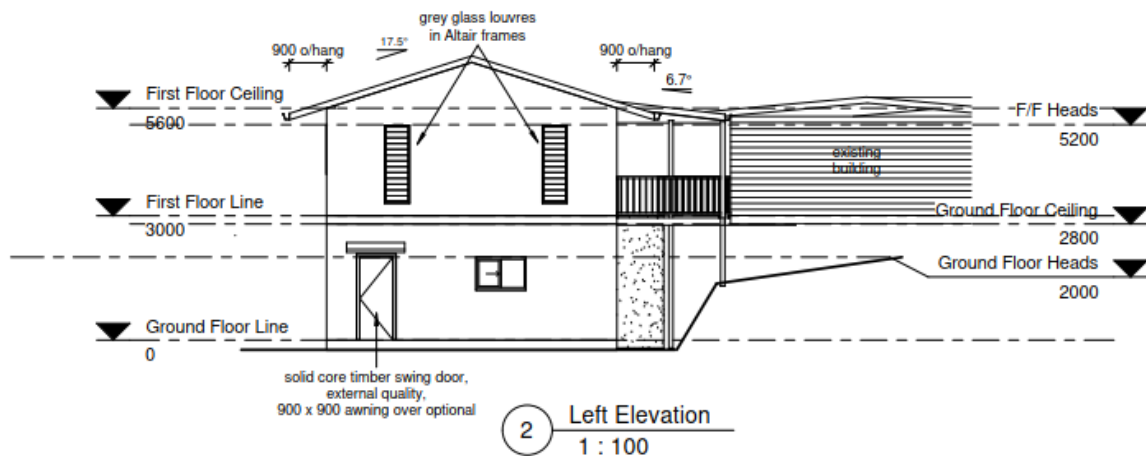 grey glass louvres
in Altair frames
17.5°
900 o/hang
900 o/hang
6.7°
First Floor Ceiling
5600
F/F Heads
5200
existing
building
First Floor Line
3000
Ground Floor Ceiling
2800
Ground Floor Heads
2000
Ground Floor Line
0
solid core timber swing door,
external quality,
900 x 900 awning over optional
2
Left Elevation
1 : 100